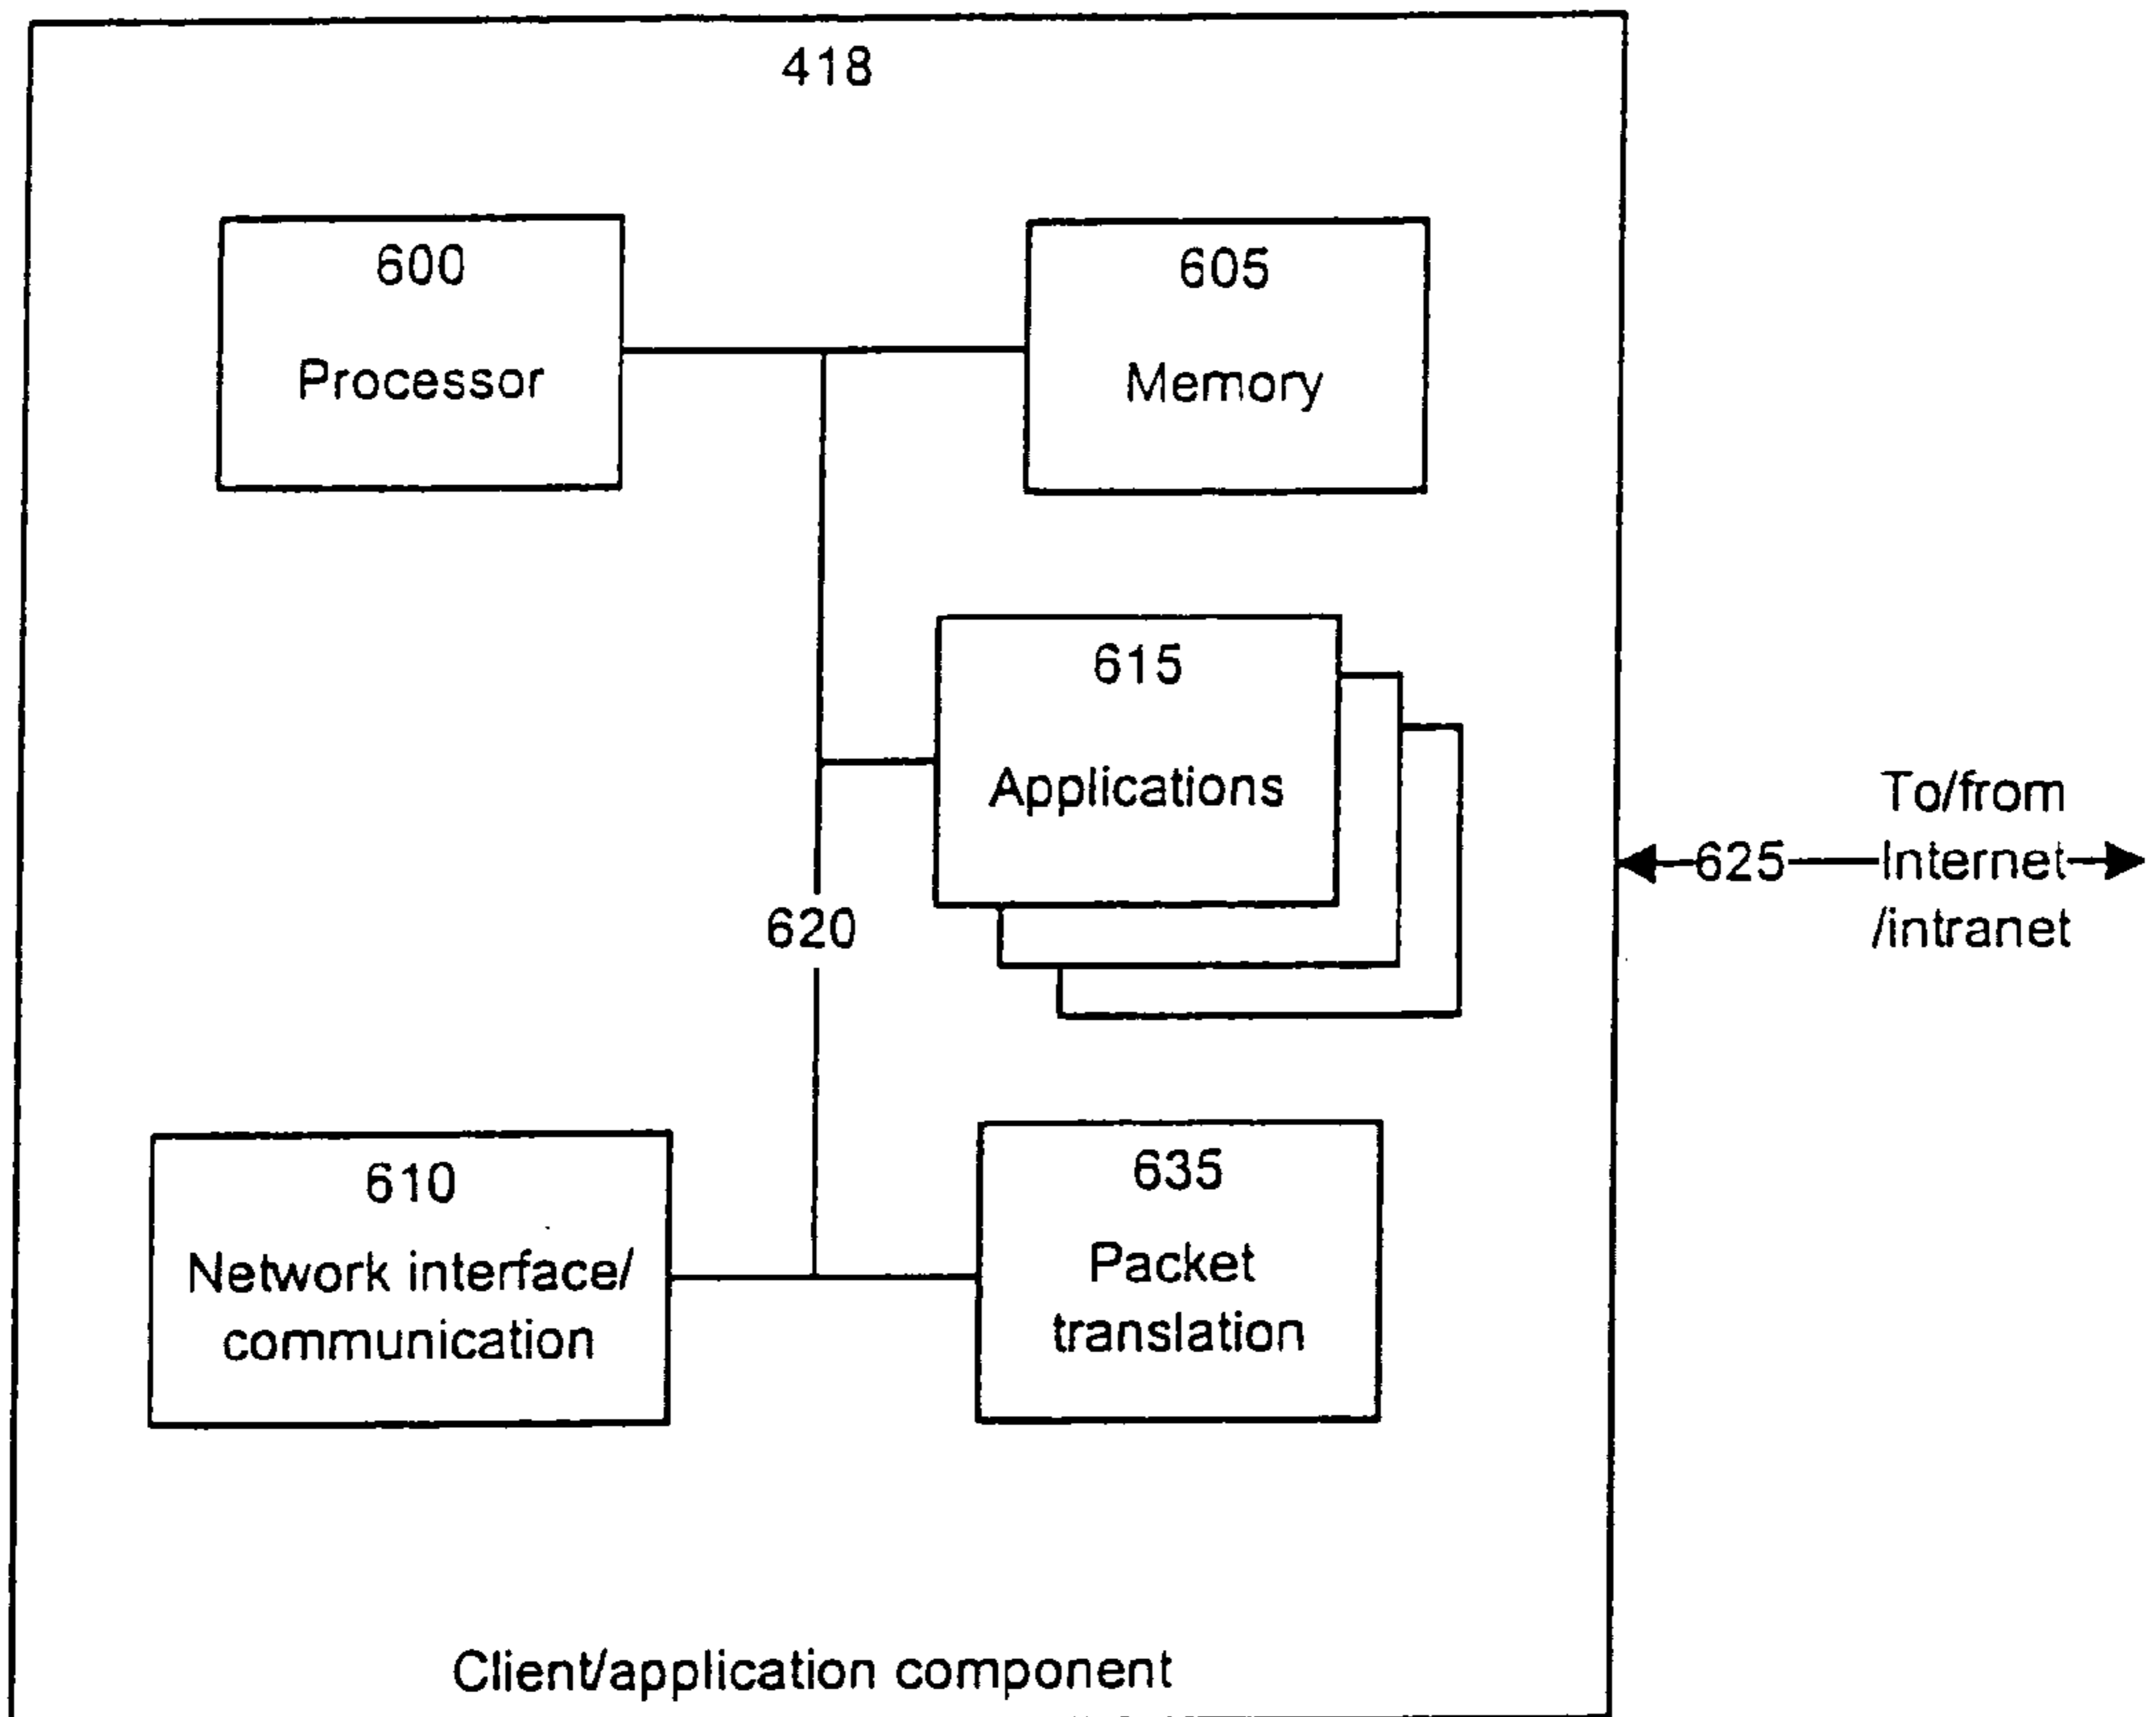 418
600
Processor
605
Memory
615
Applications
620
625
To/from
Internet
/intranet
610
Network interface/
communication
635
Packet
translation
Client/application component